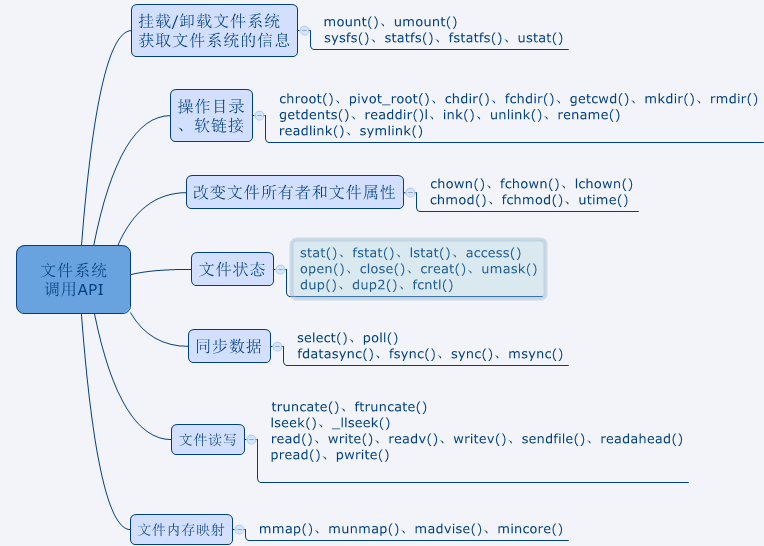 挂载/卸载文件系统
获取文件系统的信息
mount()、umount()
sysfs()、statfs()、fstatfs()、ustat()
操作目录
、软链接
chroot()、pivot_root()、chdir()、fchdir()、getcwd()、mkdir()、rmdir()
getdents()、readdir()l、ink()、unlink()、rename()
readlink()、symlink()
改变文件所有者和文件属性
chown()、fchown()、lchown()
chmod()、fchmod()、utime()
文件系统
调用API
文件状态
stat()、fstat()、lstat()、access()
open()、close()、creat()、umask()
dup()、dup2()、fcntl()
同步数据
select()、poll()
fdatasync()、fsync()、sync()、msync()
文件读写
truncate()、ftruncate()
lseek()、_llseek()
read()、write()、readv()、writev()、sendfile()、readahead()
pread()、pwrite()
文件内存映射
mmap()、munmap()、madvise()、mincore()